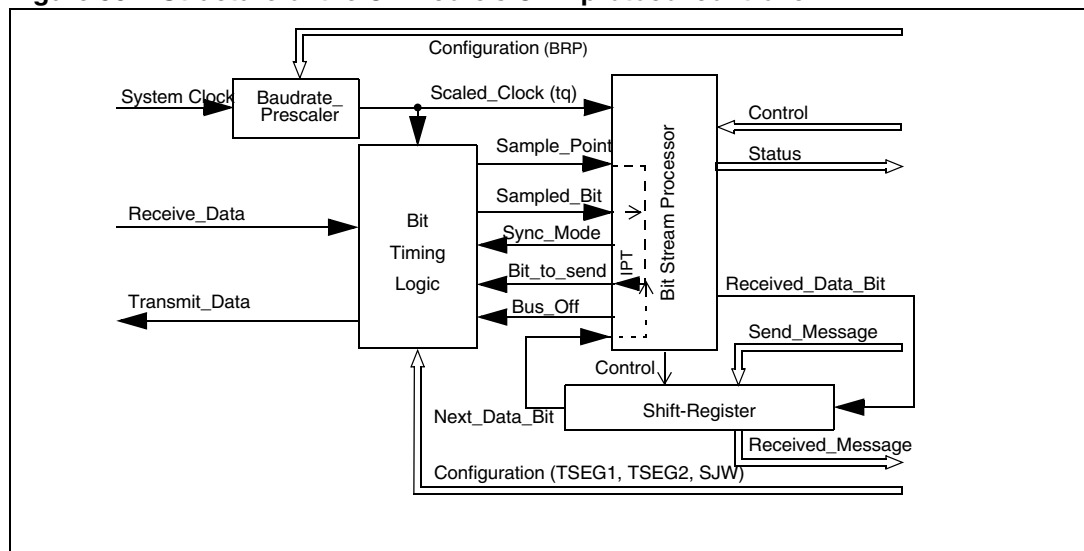 Configuration (BRP)
System Clock
Baudrate_
Prescaler
Scaled_Clock (tq)
Control
Status
Sample_Point
Sampled_Bit
Receive_Data
Bit
Timing
Logic
Sync_Mode
Bit_to_send
IPT
Bit Stream Processor
Transmit_Data
Bus_Off
Received_Data_Bit
Send_Message
Control
Next_Data_Bit
Shift-Register
Received_Message
Configuration (TSEG1, TSEG2, SJW)